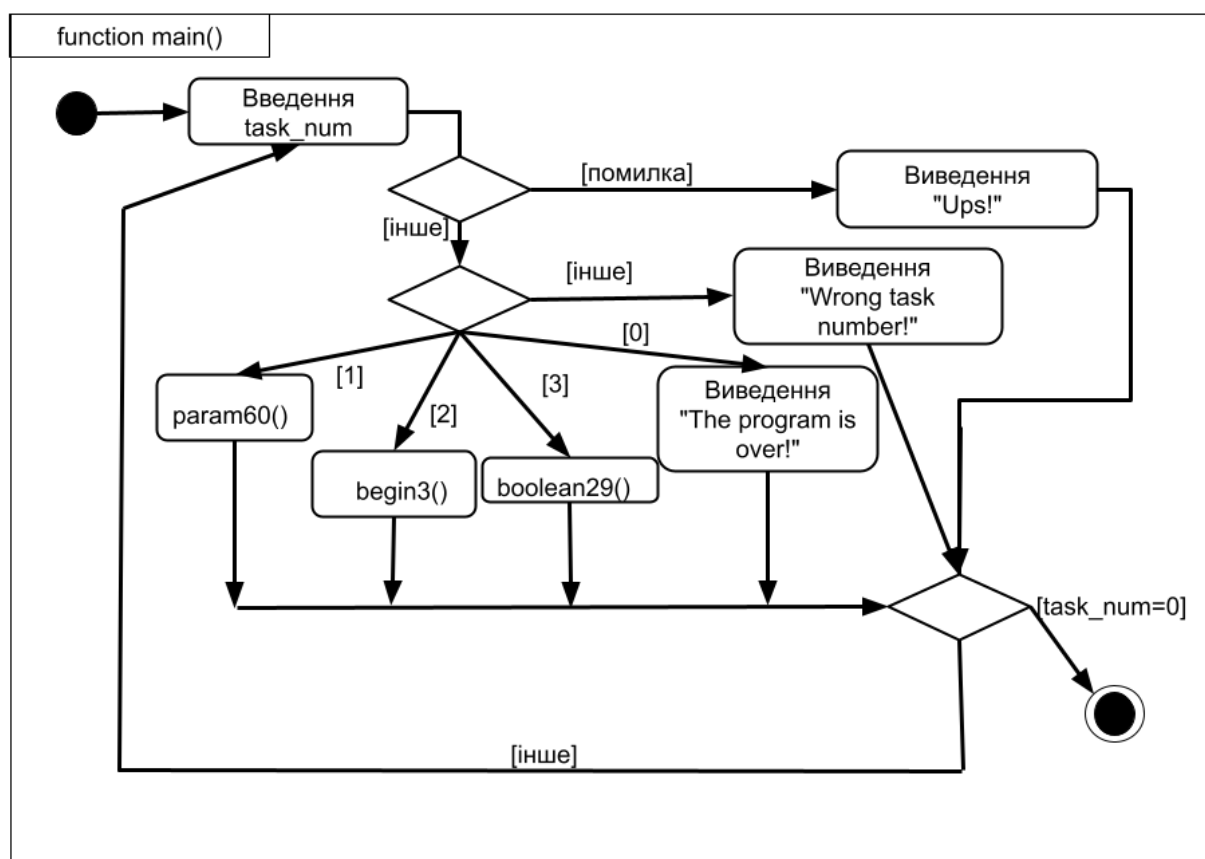 function main()
Введення
task_num
[помилка]
Виведення
"Ups!"
[інше]
[інше]
Виведення
"Wrong task
number!"
[0]
[1]
[3]
[2]
param60()
Виведення
"The program is
over!"
begin3()
boolean29()
[task_num=0]
[інше]